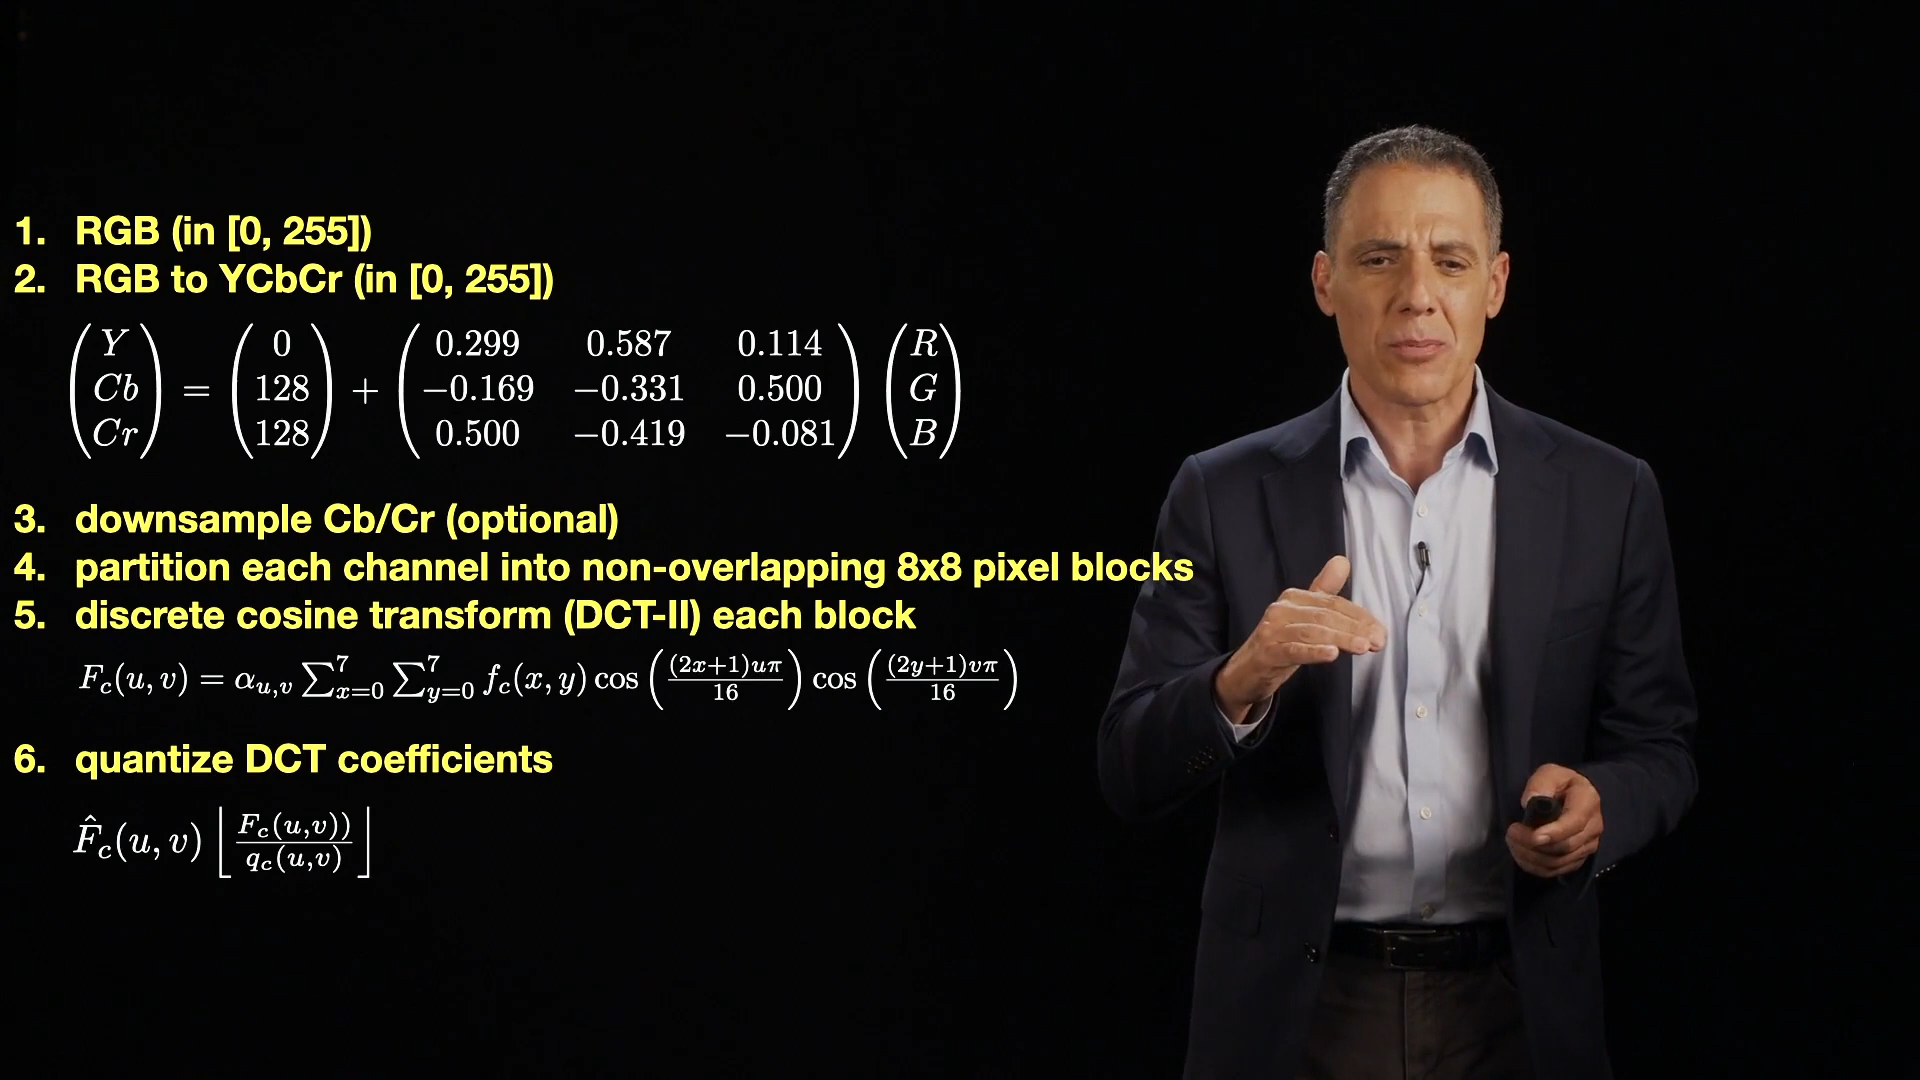 1. RGB (in [0, 255])
2. RGB to YCbCr (in [0, 255])
(Y Cb Cr) = (0 128 128) + (0.299 0.587 0.114 −0.169 −0.331 0.500 0.500 −0.419 −0.081) (R G B)
3. downsample Cb/Cr (optional)
4. partition each channel into non-overlapping 8x8 pixel blocks
5. discrete cosine transform (DCT-II) each block
F_c(u, v) = α_{u,v} ∑_{x=0}^{7} ∑_{y=0}^{7} f_c(x, y) cos ((2x+1)uπ / 16) cos ((2y+1)vπ / 16)
6. quantize DCT coefficients
F̂_c(u, v) ⌊F_c(u,v)) / q_c(u,v)⌋